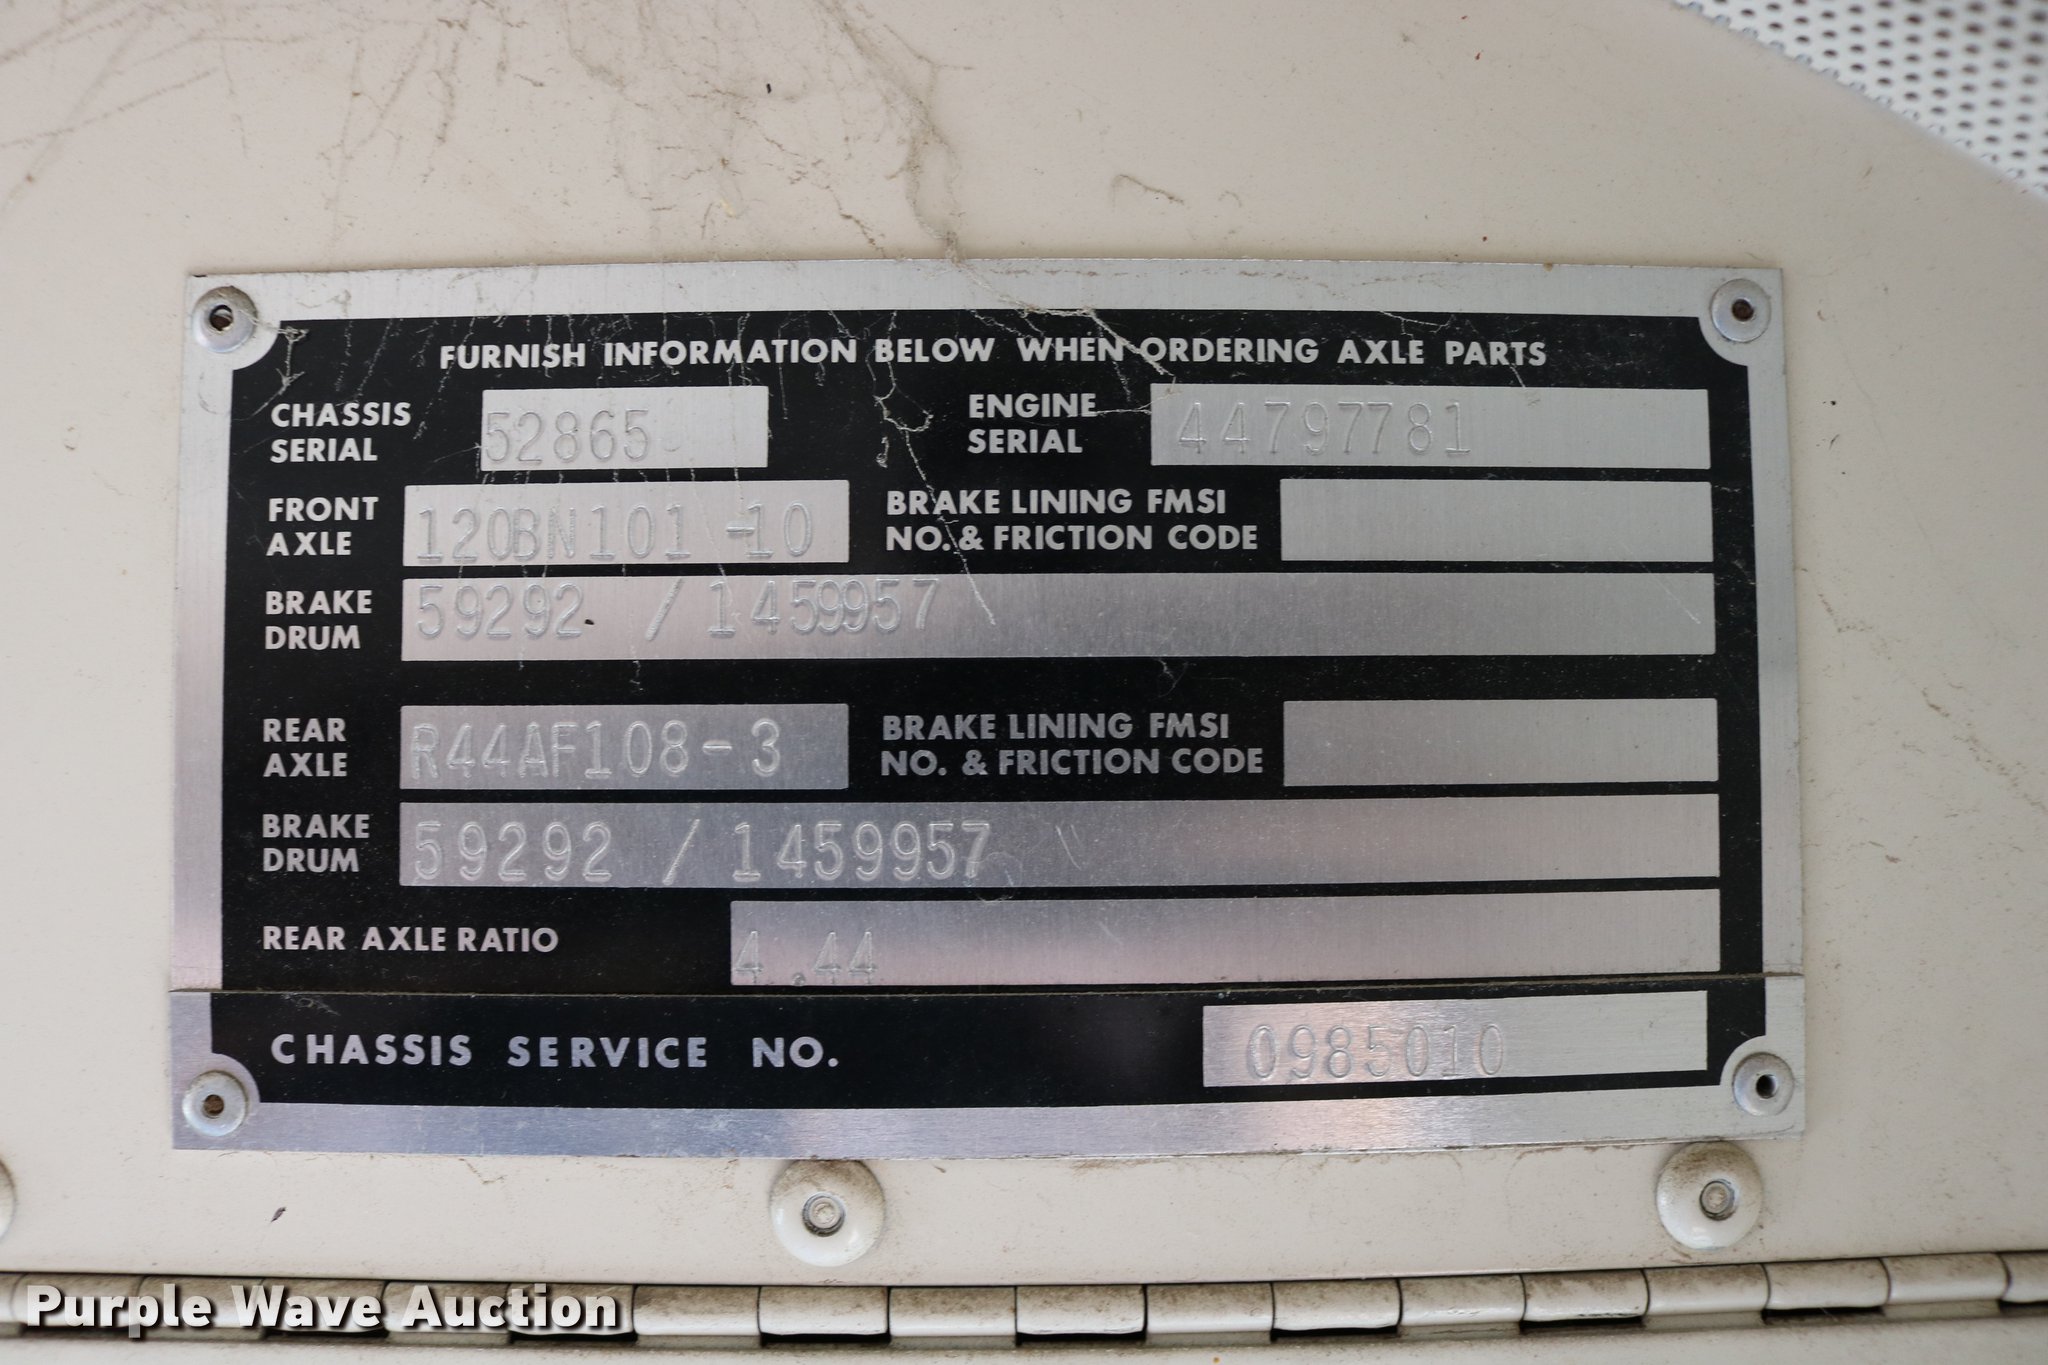 FURNISH INFORMATION BELOW WHEN ORDERING AXLE PARTS
CHASSIS SERIAL 52865
ENGINE SERIAL 44797781
FRONT AXLE 120BN101-10
BRAKE LINING FMSI
NO. & FRICTION CODE
BRAKE DRUM 59292 / 1459957
REAR AXLE R44AF108-3
BRAKE LINING FMSI
NO. & FRICTION CODE
BRAKE DRUM 59292 / 1459957
REAR AXLE RATIO 4.44
CHASSIS SERVICE NO. 0985010
Purple Wave Auction